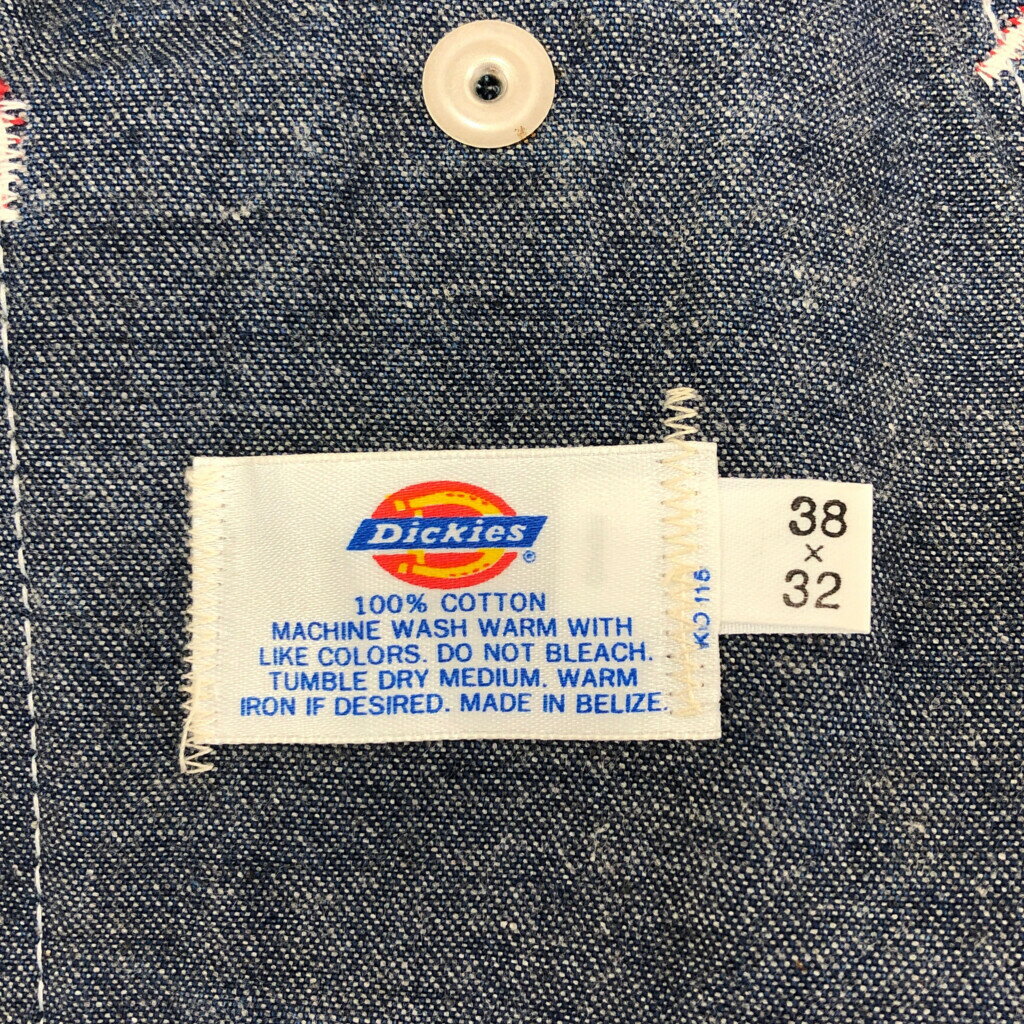 Dickies®
100% COTTON
MACHINE WASH WARM WITH
LIKE COLORS. DO NOT BLEACH.
TUMBLE DRY MEDIUM. WARM
IRON IF DESIRED. MADE IN BELIZE.
38
×
32